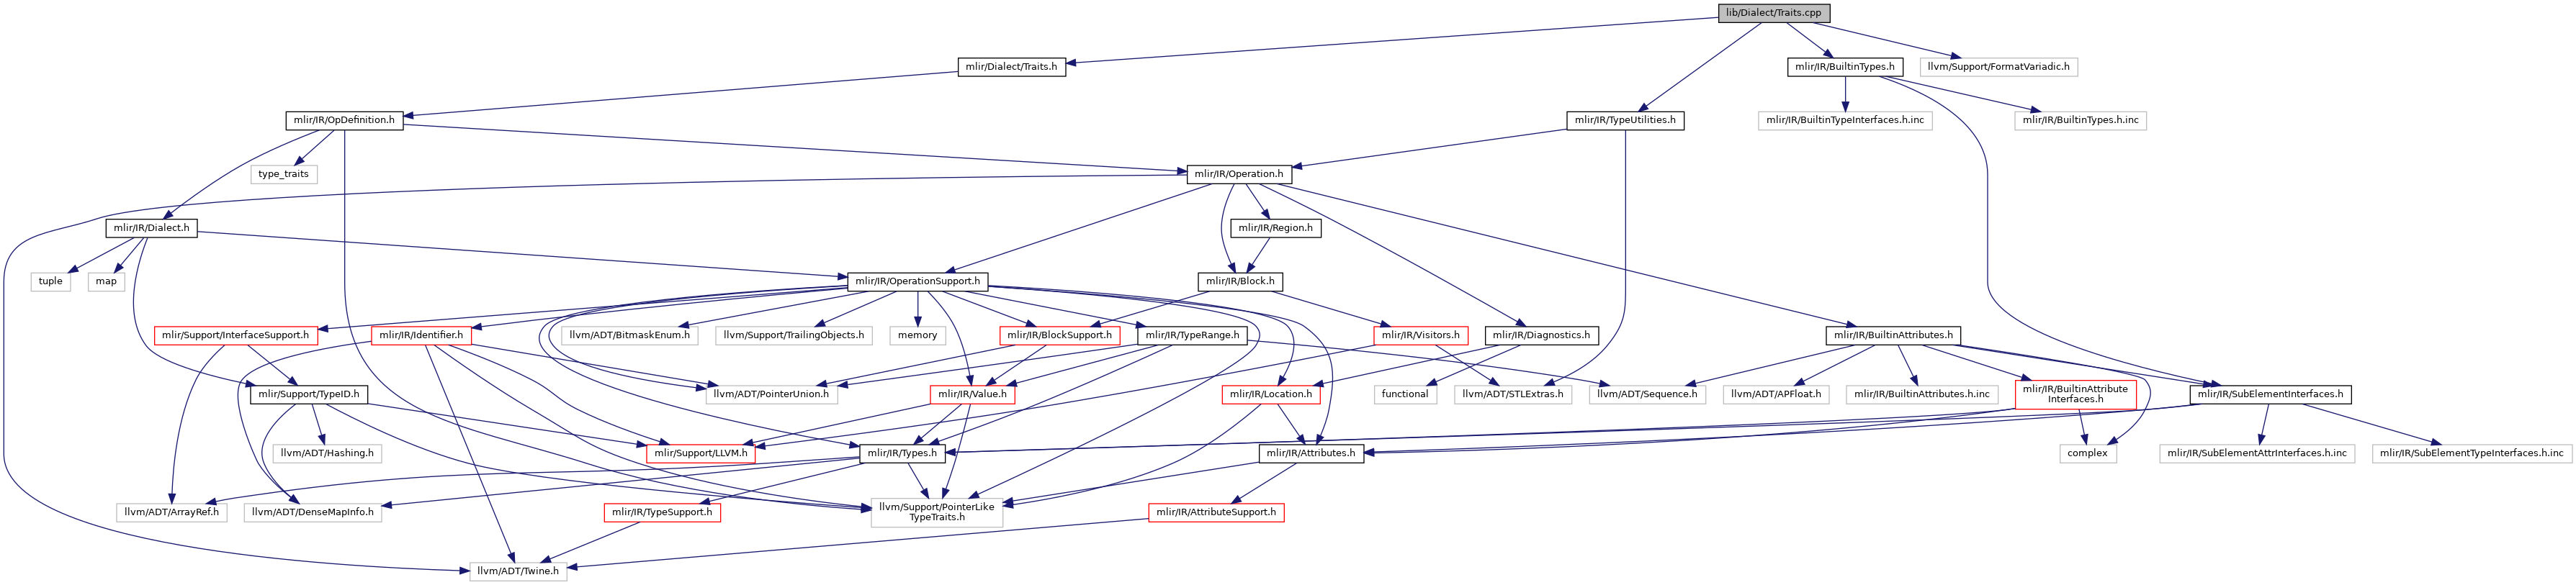 lib/Dialect/Traits.cpp
mlir/Dialect/Traits.h
mlir/IR/BuiltinTypes.h
llvm/Support/FormatVariadic.h
mlir/IR/OpDefinition.h
mlir/IR/TypeUtilities.h
mlir/IR/BuiltinTypeInterfaces.h.inc
mlir/IR/BuiltinTypes.h.inc
type_traits
mlir/IR/Operation.h
mlir/IR/Dialect.h
mlir/IR/Region.h
tuple
map
mlir/IR/OperationSupport.h
mlir/IR/Block.h
mlir/Support/InterfaceSupport.h
mlir/IR/Identifier.h
llvm/ADT/BitmaskEnum.h
llvm/Support/TrailingObjects.h
memory
mlir/IR/BlockSupport.h
mlir/IR/TypeRange.h
mlir/IR/Visitors.h
mlir/IR/Diagnostics.h
mlir/IR/BuiltinAttributes.h
mlir/Support/TypeID.h
llvm/ADT/PointerUnion.h
mlir/IR/Value.h
mlir/IR/Location.h
functional
llvm/ADT/STLExtras.h
llvm/ADT/Sequence.h
llvm/ADT/APFloat.h
mlir/IR/BuiltinAttributes.h.inc
mlir/IR/BuiltinAttribute
Interfaces.h
mlir/IR/SubElementInterfaces.h
llvm/ADT/Hashing.h
mlir/Support/LLVM.h
mlir/IR/Types.h
mlir/IR/Attributes.h
complex
mlir/IR/SubElementAttrInterfaces.h.inc
mlir/IR/SubElementTypeInterfaces.h.inc
llvm/ADT/ArrayRef.h
llvm/ADT/DenseMapInfo.h
mlir/IR/TypeSupport.h
llvm/Support/PointerLike
TypeTraits.h
mlir/IR/AttributeSupport.h
llvm/ADT/Twine.h